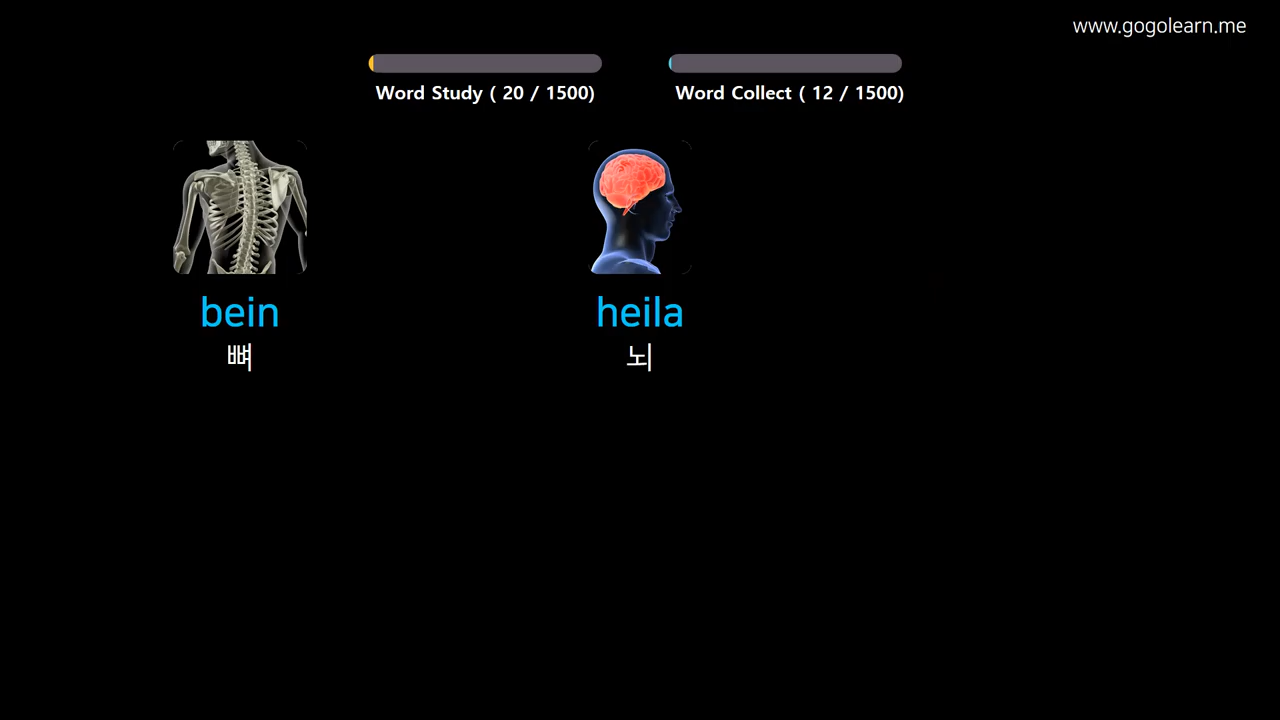 www.gogolearn.me
Word Study ( 20 / 1500)
Word Collect ( 12 / 1500)
bein
heila
뼈
뇌